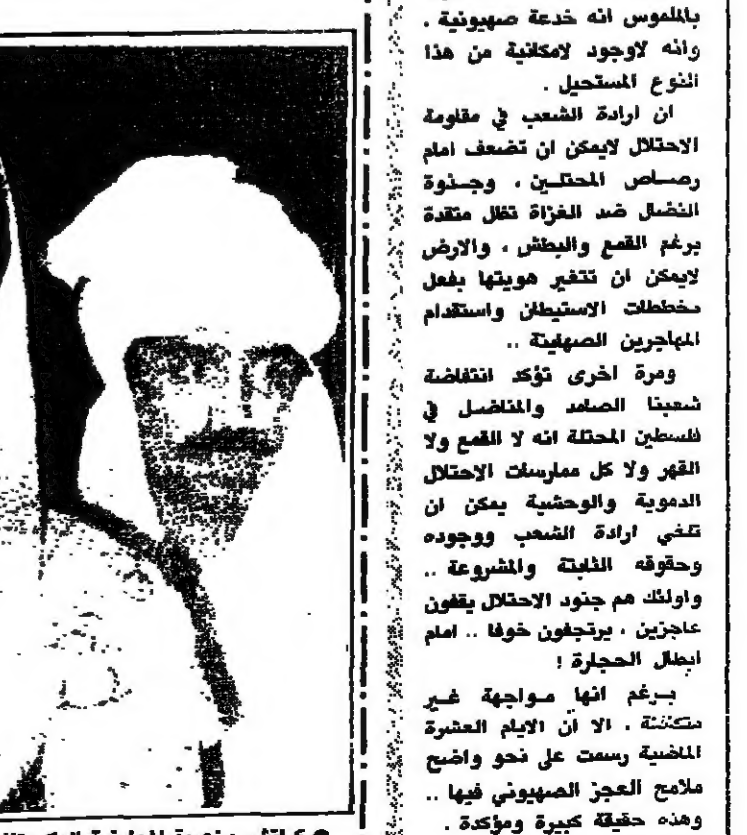 بالملموس انه خدعة صهيونية .
وانه لاوجود لامكانية من هذا
النوع المستحيل .
ان ارادة الشعب في مقاومة
الاحتلال لايمكن ان تضعف امام
رصاص المحتلين ، وجذوة
النضال ضد الغزاة تظل متقدة
برغم القمع والبطش ، والارض
لايمكن ان تتغير هويتها بفعل
مخططات الاستيطان واستقدام
المهاجرين الصهاينة ..
ومرة اخرى تؤكد انتفاضة
شعبنا الصامد والمناضل في
فلسطين المحتلة انه لا القمع ولا
القهر ولا كل ممارسات الاحتلال
الدموية والوحشية يمكن ان
تلغي ارادة الشعب ووجوده
وحقوقه الثابتة والمشروعة ..
واولئك هم جنود الاحتلال يقفون
عاجزين ، يرتجفون خوفا .. امام
ابطال الحجارة !
برغم انها مواجهة غير
متكافئة . الا أن الايام العشرة
الماضية رسمت على نحو واضح
ملامح العجز الصهيوني فيها ..
وهذه حقيقة كبيرة ومؤكدة .